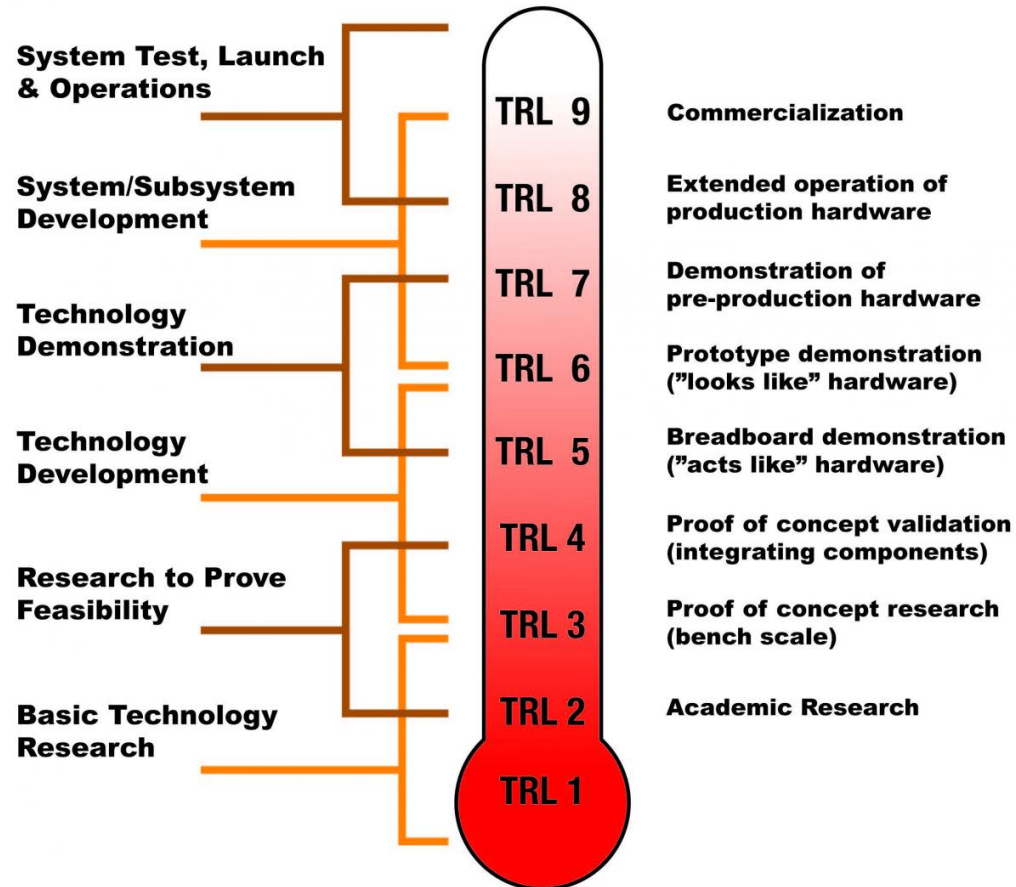 System Test, Launch
& Operations
System/Subsystem
Development
Technology
Demonstration
Technology
Development
Research to Prove
Feasibility
Basic Technology
Research
TRL 9
TRL 8
TRL 7
TRL 6
TRL 5
TRL 4
TRL 3
TRL 2
TRL 1
Commercialization
Extended operation of
production hardware
Demonstration of
pre-production hardware
Prototype demonstration
(”looks like” hardware)
Breadboard demonstration
(”acts like” hardware)
Proof of concept validation
(integrating components)
Proof of concept research
(bench scale)
Academic Research